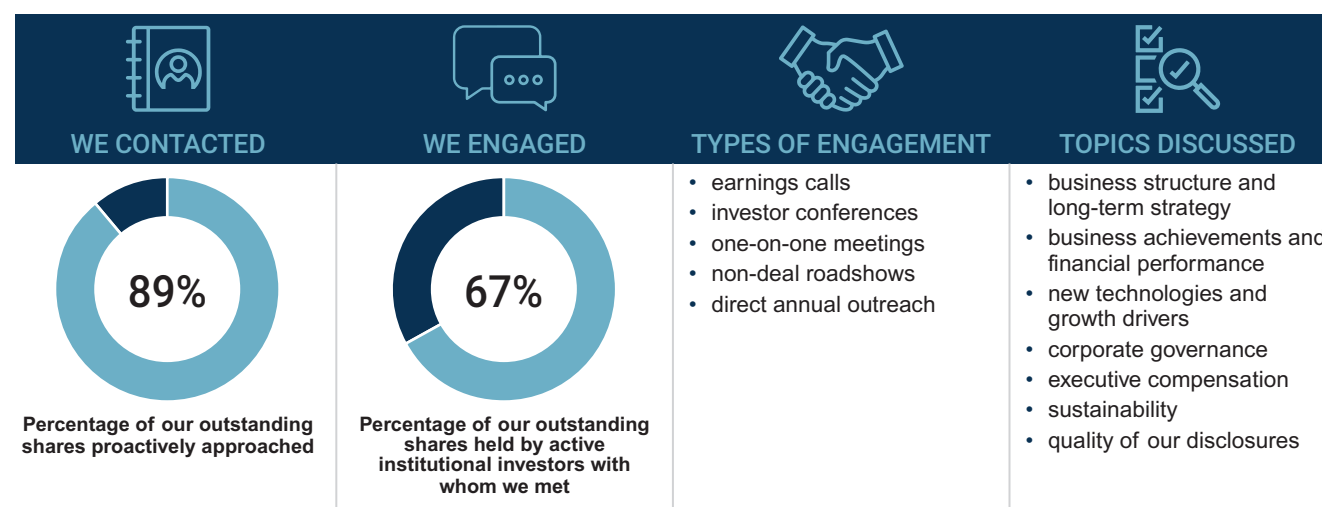 WE CONTACTED
89%
Percentage of our outstanding
shares proactively approached
WE ENGAGED
67%
Percentage of our outstanding
shares held by active
institutional investors with
whom we met
TYPES OF ENGAGEMENT
• earnings calls
• investor conferences
• one-on-one meetings
• non-deal roadshows
• direct annual outreach
TOPICS DISCUSSED
• business structure and
long-term strategy
• business achievements and
financial performance
• new technologies and
growth drivers
• corporate governance
• executive compensation
• sustainability
• quality of our disclosures